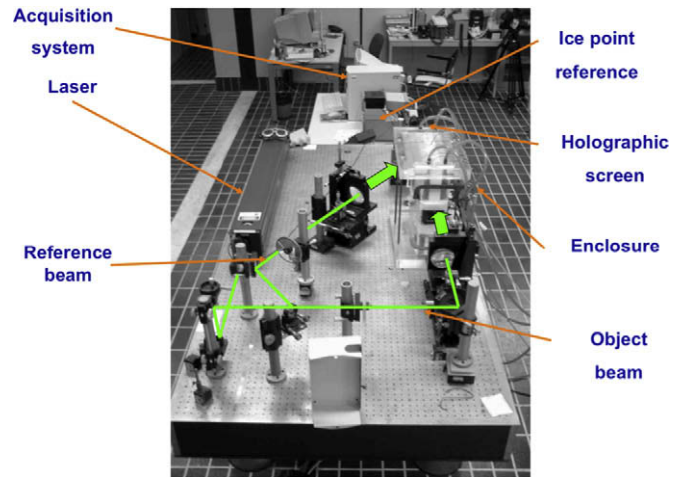 Acquisition
system
Laser
Reference
beam
Ice point
reference
Holographic
screen
Enclosure
Object
beam